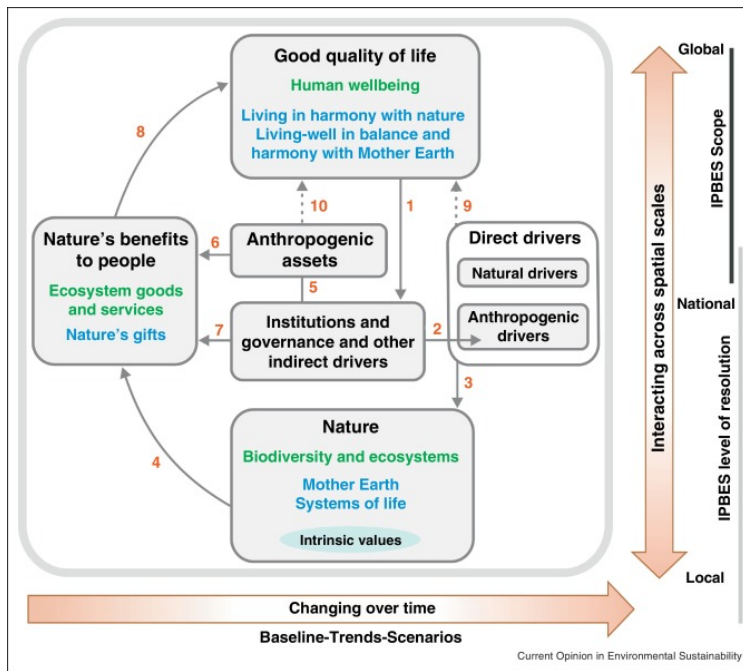 Good quality of life
Human wellbeing
Living in harmony with nature
Living-well in balance and
harmony with Mother Earth
8
10
1
9
Nature's benefits
to people
Ecosystem goods
and services
Nature's gifts
6
Anthropogenic
assets
5
7
Institutions and
governance and other
indirect drivers
2
Direct drivers
Natural drivers
Anthropogenic
drivers
3
4
Nature
Biodiversity and ecosystems
Mother Earth
Systems of life
Intrinsic values
Global
National
Local
Interacting across spatial scales
IPBES Scope
IPBES level of resolution
Changing over time
Baseline-Trends-Scenarios
Current Opinion in Environmental Sustainability